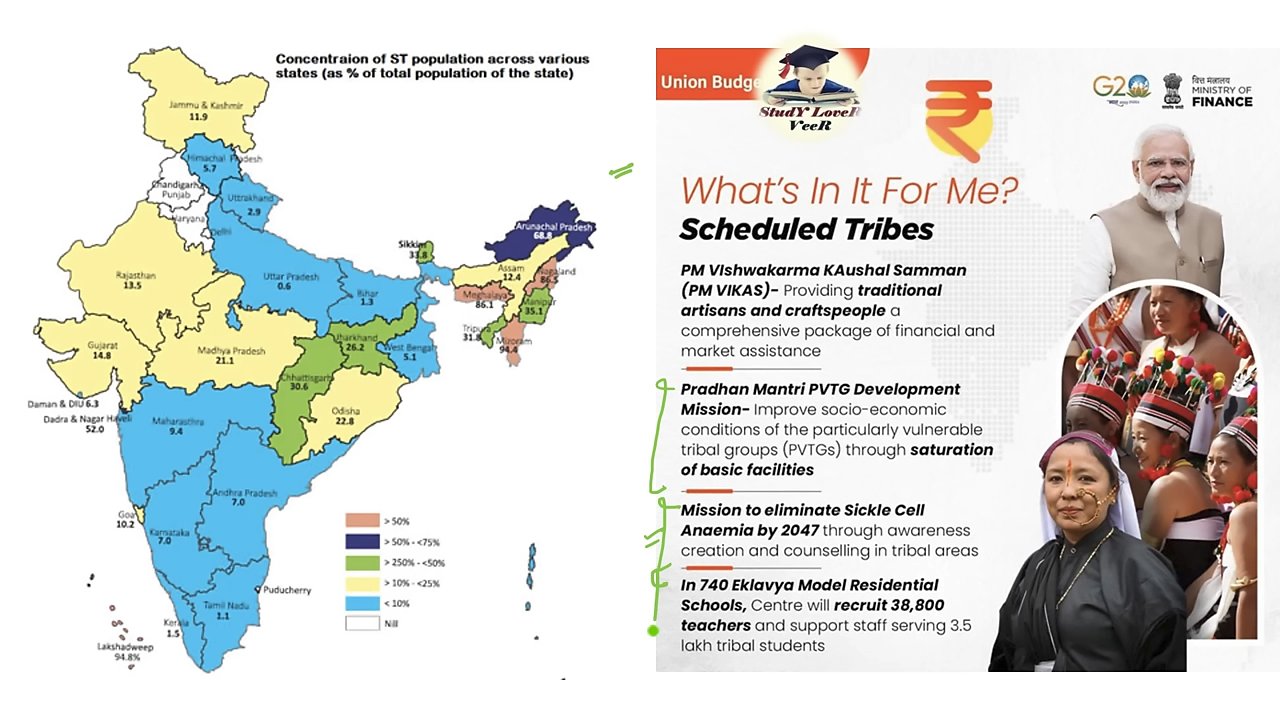 Concentraion of ST population across various
states (as % of total population of the state)
Jammu & Kashmir
11.9
Himachal Pradesh
5.7
Chandigarh
Punjab
Uttrakhand
2.9
Haryana
Delhi
Rajasthan
13.5
Uttar Pradesh
0.6
Bihar
1.3
Sikkim
33.8
Arunachal Pradesh
68.8
Assam
12.4
Nagaland
86.5
Meghalaya
86.1
Manipur
35.1
Tripura
31.8
Mizoram
94.4
Gujarat
14.8
Madhya Pradesh
21.1
Jharkhand
26.2
West Bengal
5.1
Chhattisgarh
30.6
Odisha
22.8
Daman & DIU 6.3
Dadra & Nagar Haveli
52.0
Maharasthra
9.4
Andhra Pradesh
7.0
Goa
10.2
Karnataka
7.0
Puducherry
Tamil Nadu
1.1
Kerala
1.5
Lakshadweep
94.8%
> 50%
> 50% - <75%
> 250% - <50%
> 10% - <25%
< 10%
Nill
Union Budge
StudY LoveR
VeeR
G20
वित्त मंत्रालय
MINISTRY OF
FINANCE
What's In It For Me?
Scheduled Tribes
PM VIshwakarma KAushal Samman
(PM VIKAS)- Providing traditional
artisans and craftspeople a
comprehensive package of financial and
market assistance
Pradhan Mantri PVTG Development
Mission- Improve socio-economic
conditions of the particularly vulnerable
tribal groups (PVTGs) through saturation
of basic facilities
Mission to eliminate Sickle Cell
Anaemia by 2047 through awareness
creation and counselling in tribal areas
In 740 Eklavya Model Residential
Schools, Centre will recruit 38,800
teachers and support staff serving 3.5
lakh tribal students